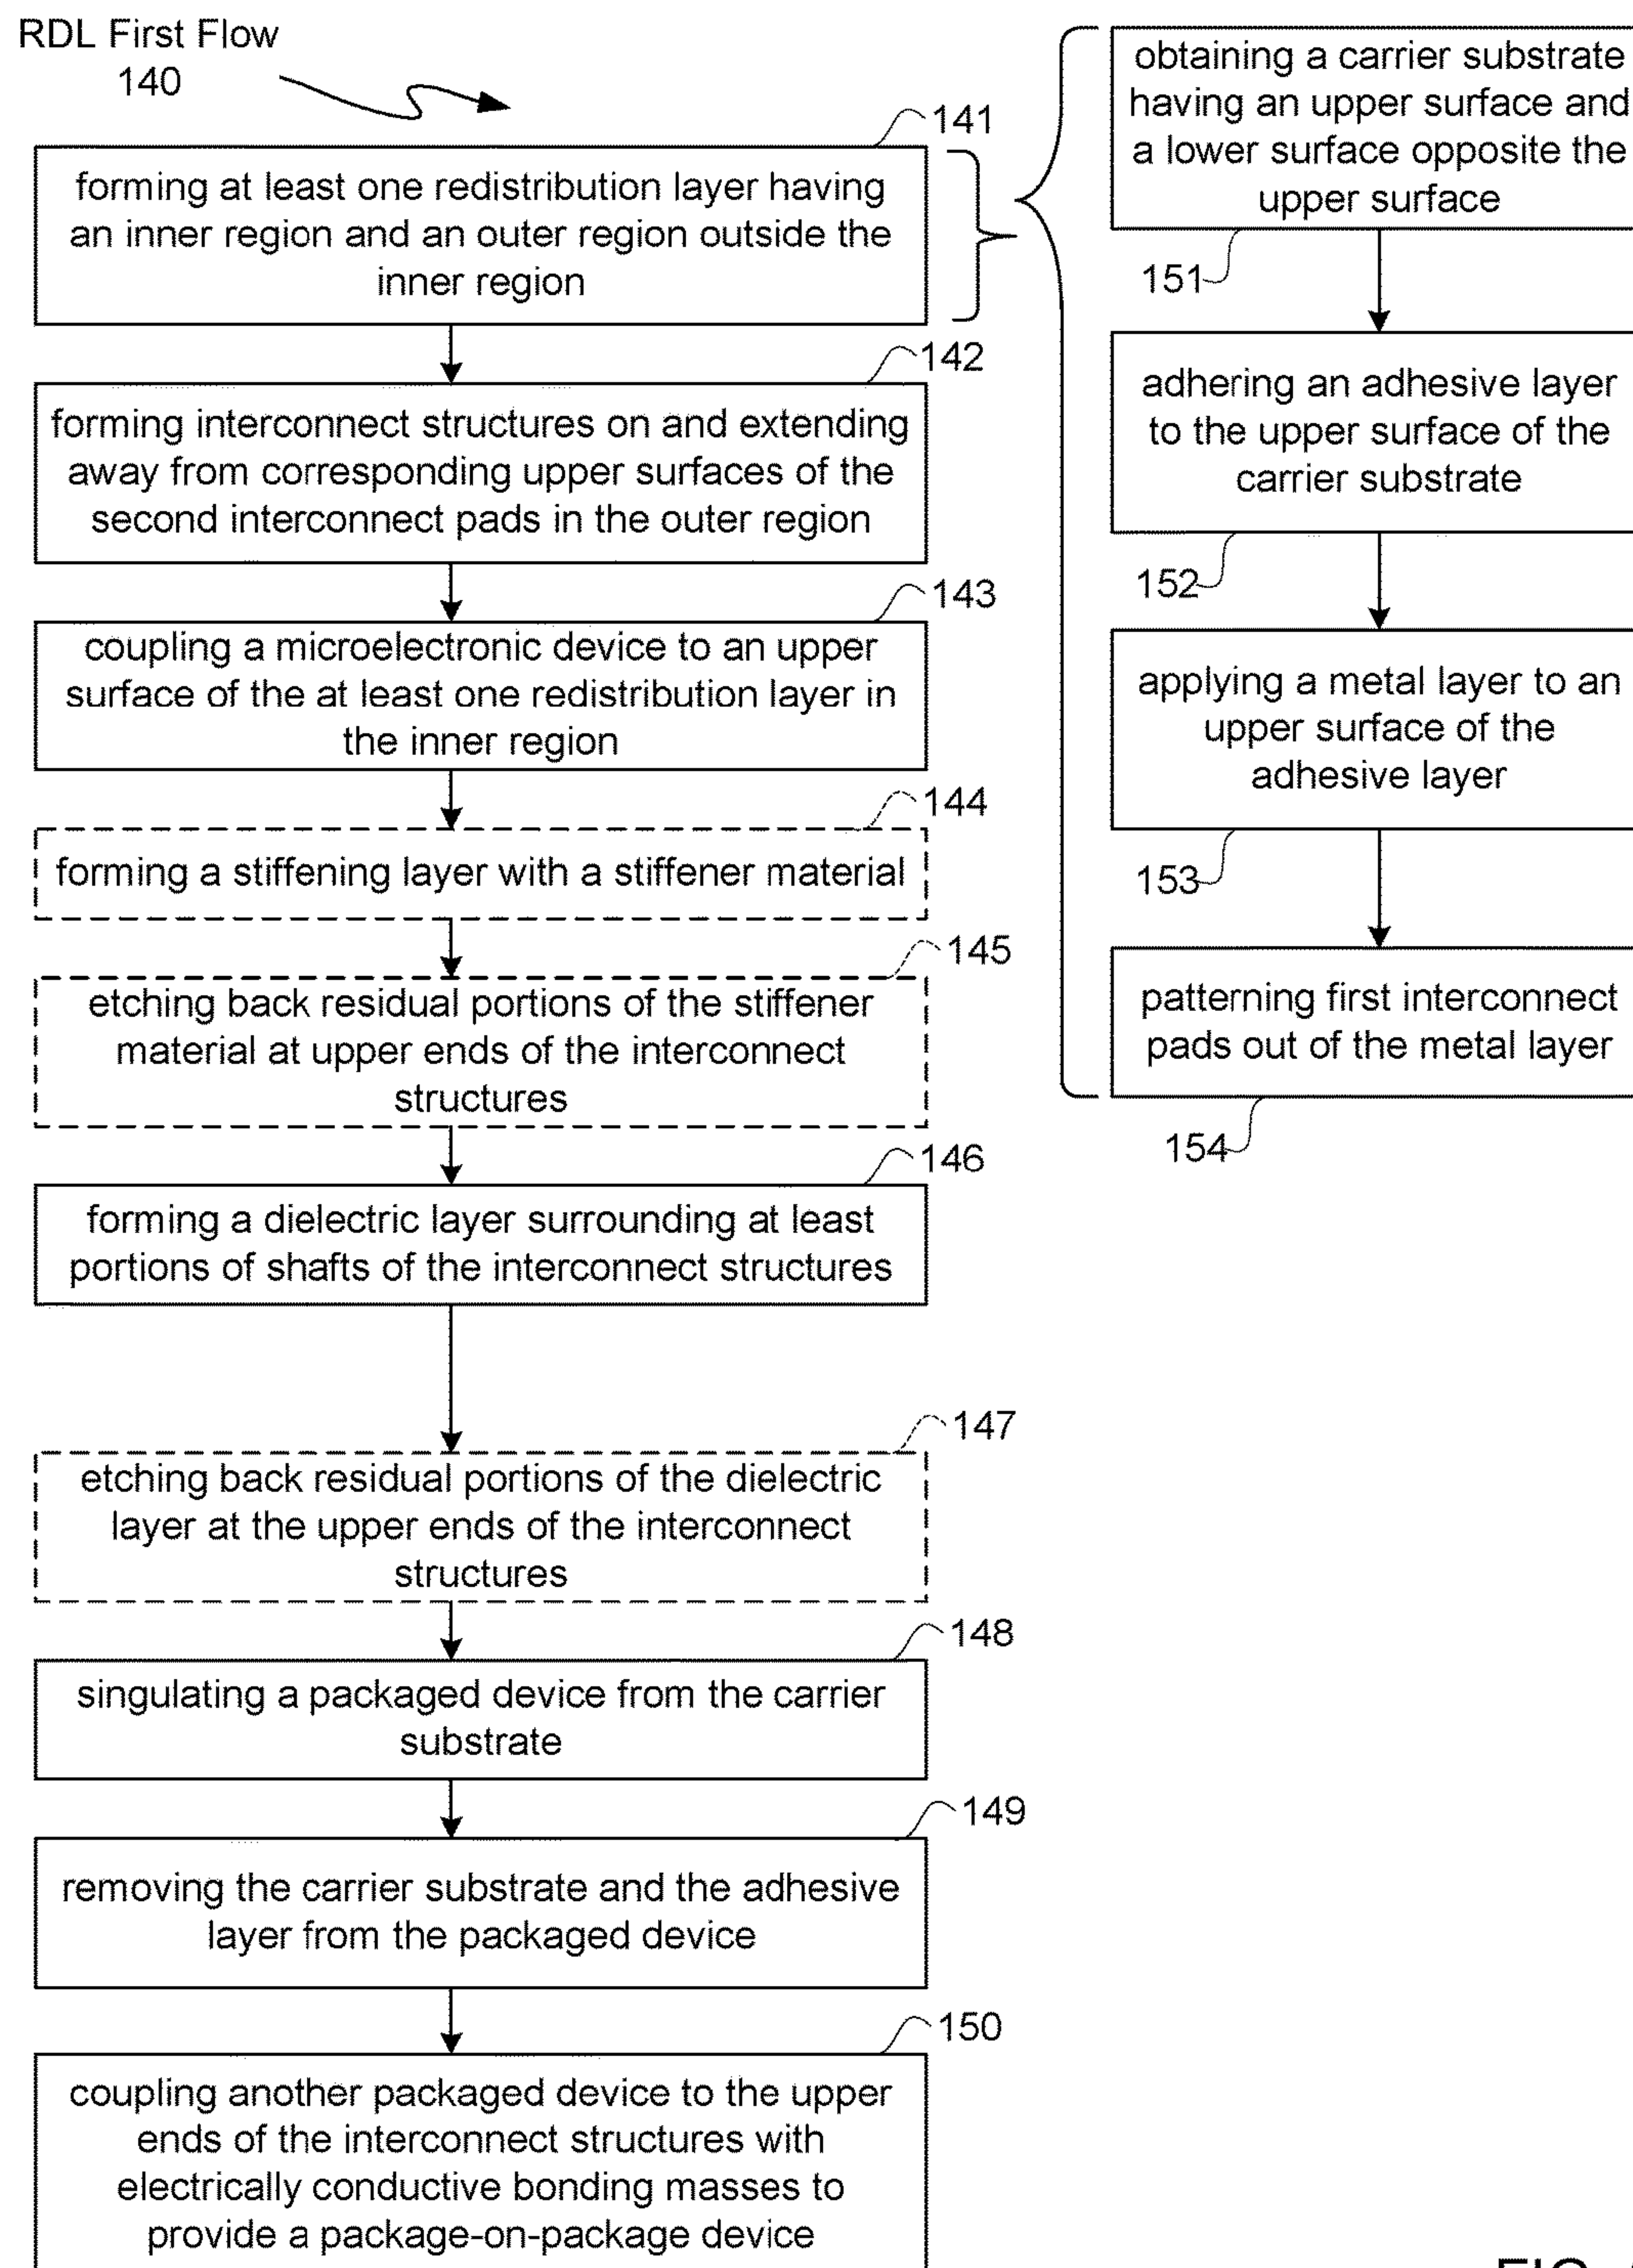 RDL First Flow
140
141
forming at least one redistribution layer having
an inner region and an outer region outside the
inner region
142
forming interconnect structures on and extending
away from corresponding upper surfaces of the
second interconnect pads in the outer region
143
coupling a microelectronic device to an upper
surface of the at least one redistribution layer in
the inner region
144
forming a stiffening layer with a stiffener material
145
etching back residual portions of the stiffener
material at upper ends of the interconnect
structures
146
forming a dielectric layer surrounding at least
portions of shafts of the interconnect structures
147
etching back residual portions of the dielectric
layer at the upper ends of the interconnect
structures
148
singulating a packaged device from the carrier
substrate
149
removing the carrier substrate and the adhesive
layer from the packaged device
150
coupling another packaged device to the upper
ends of the interconnect structures with
electrically conductive bonding masses to
provide a package-on-package device
obtaining a carrier substrate
having an upper surface and
a lower surface opposite the
upper surface
151
adhering an adhesive layer
to the upper surface of the
carrier substrate
152
applying a metal layer to an
upper surface of the
adhesive layer
153
patterning first interconnect
pads out of the metal layer
154